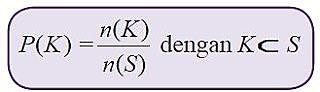 P(K) = n(K)/n(S) dengan K⊂ S